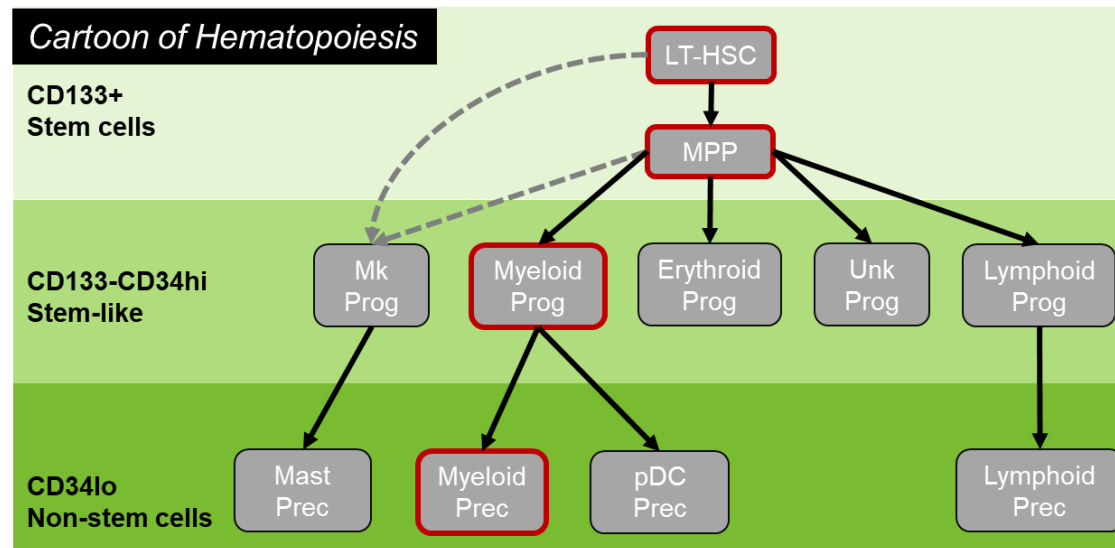 Cartoon of Hematopoiesis
LT-HSC
CD133+
Stem cells
MPP
CD133-CD34hi
Stem-like
Mk
Prog
Myeloid
Prog
Erythroid
Prog
Unk
Prog
Lymphoid
Prog
CD34lo
Non-stem cells
Mast
Prec
Myeloid
Prec
pDC
Prec
Lymphoid
Prec